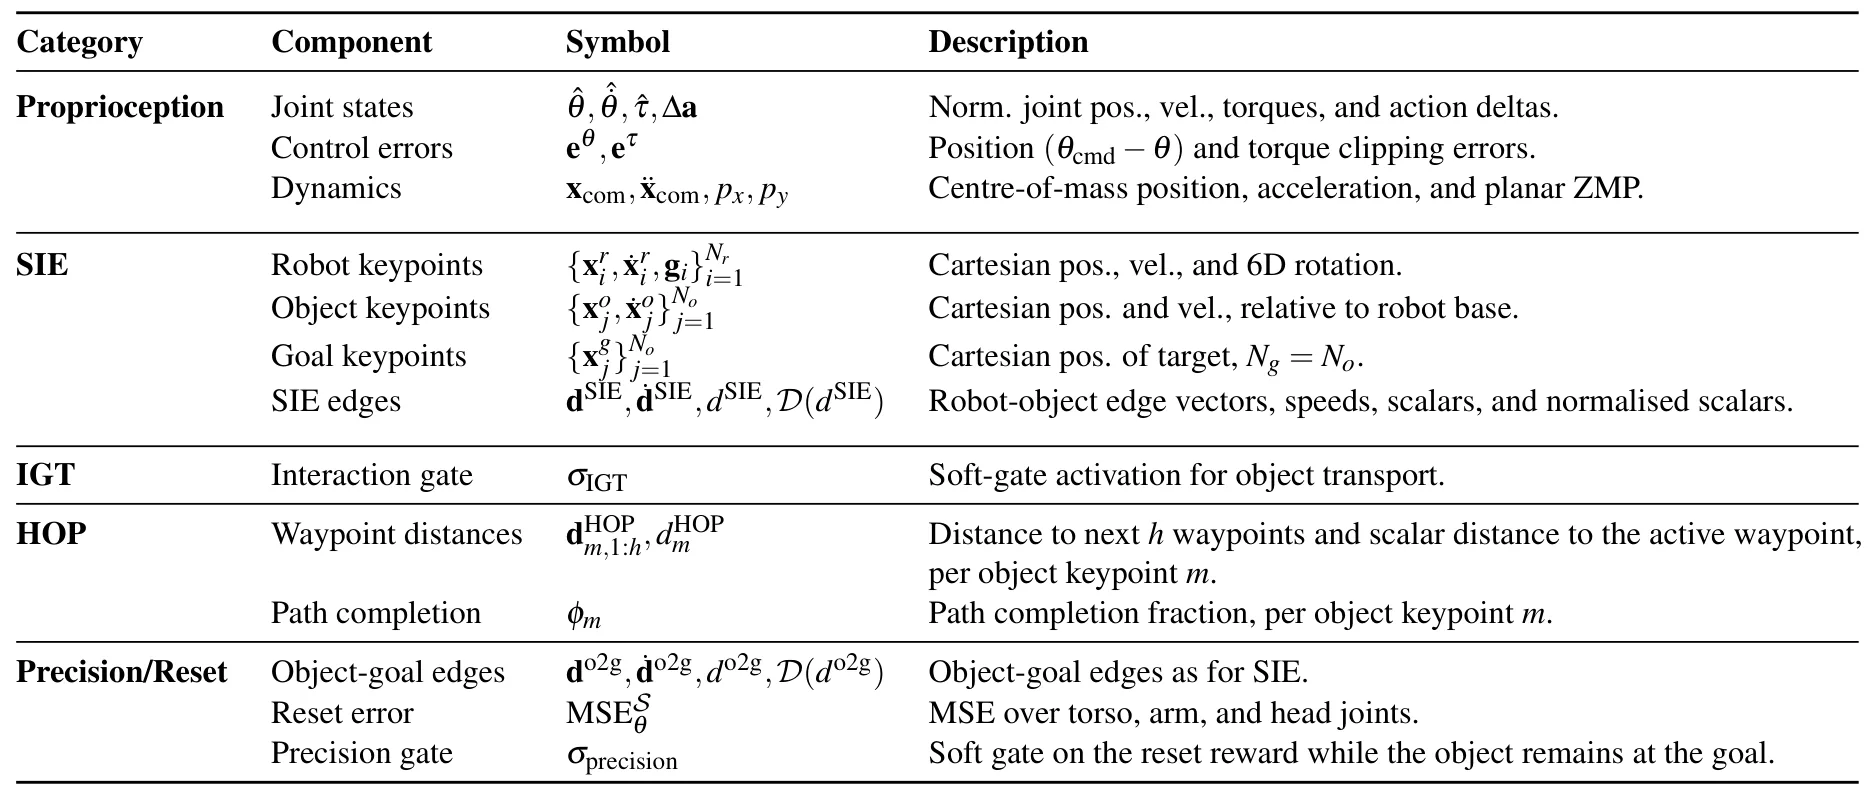 Category Component Symbol Description
Proprioception Joint states θ̂, θ̇̂, τ̂, Δ𝐚 Norm. joint pos., vel., torques, and action deltas.
Control errors 𝐞^θ, 𝐞^τ Position (θ_cmd − θ) and torque clipping errors.
Dynamics 𝐱_com, 𝐱̈_com, p_x, p_y Centre-of-mass position, acceleration, and planar ZMP.
SIE Robot keypoints {𝐱_i^r, 𝐱̇_i^r, 𝐠_i}_{i=1}^{N_r} Cartesian pos., vel., and 6D rotation.
Object keypoints {𝐱_j^o, 𝐱̇_j^o}_{j=1}^{N_o} Cartesian pos. and vel., relative to robot base.
Goal keypoints {𝐱_j^g}_{j=1}^{N_o} Cartesian pos. of target, N_g = N_o.
SIE edges 𝐝^SIE, 𝐝̇^SIE, d^SIE, 𝒟(d^SIE) Robot-object edge vectors, speeds, scalars, and normalised scalars.
IGT Interaction gate σ_IGT Soft-gate activation for object transport.
HOP Waypoint distances 𝐝_{m,1:h}^HOP, d_m^HOP Distance to next h waypoints and scalar distance to the active waypoint,
per object keypoint m.
Path completion ϕ_m Path completion fraction, per object keypoint m.
Precision/Reset Object-goal edges 𝐝^o2g, 𝐝̇^o2g, d^o2g, 𝒟(d^o2g) Object-goal edges as for SIE.
Reset error MSE_θ^𝒮 MSE over torso, arm, and head joints.
Precision gate σ_precision Soft gate on the reset reward while the object remains at the goal.